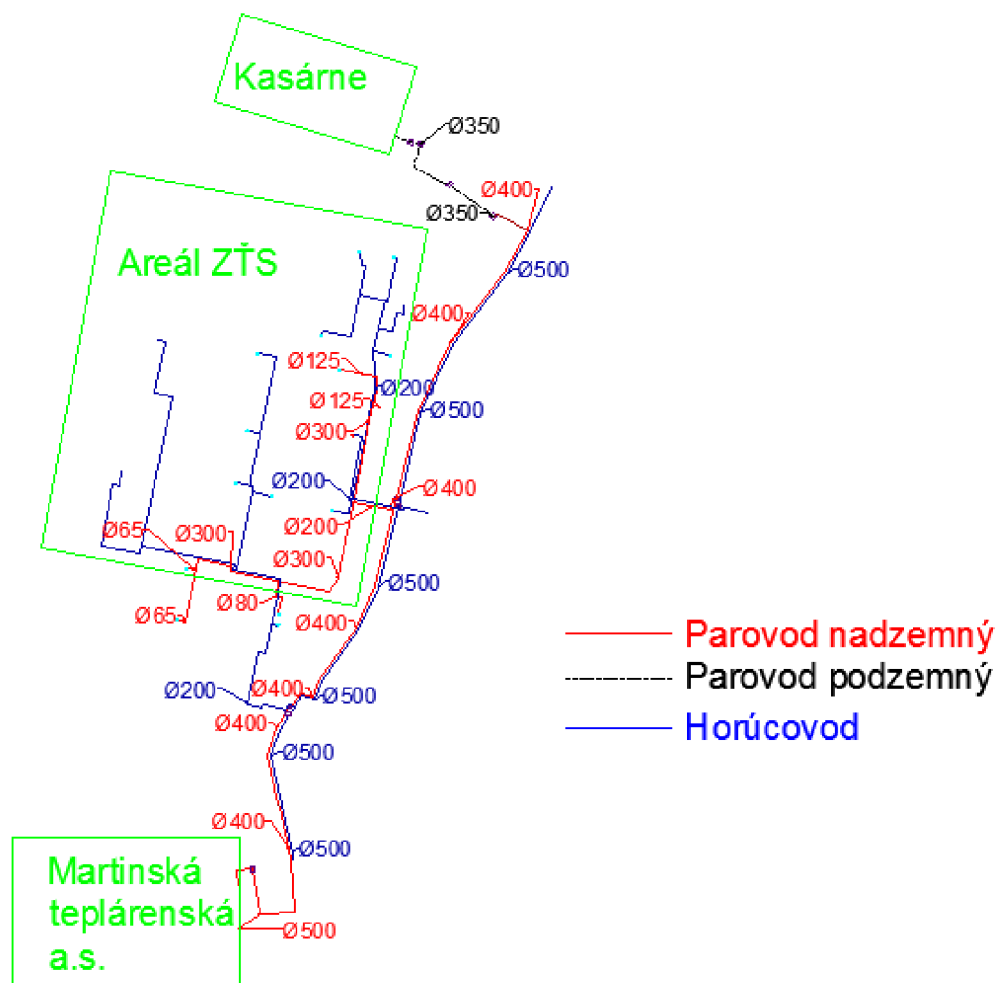 Kasárne
Ø350
Ø400
Ø350
Areál ZŤS
Ø500
Ø400
Ø125
Ø200
Ø125
Ø500
Ø300
Ø200
Ø400
Ø200
Ø65
Ø300
Ø300
Ø500
Ø80
Ø65
Ø400
Parovod nadzemný
Parovod podzemný
Ø200
Ø400
Ø500
Ø400
Horúcovod
Ø500
Ø400
Ø500
Martinská
teplárenská
a.s.
Ø500